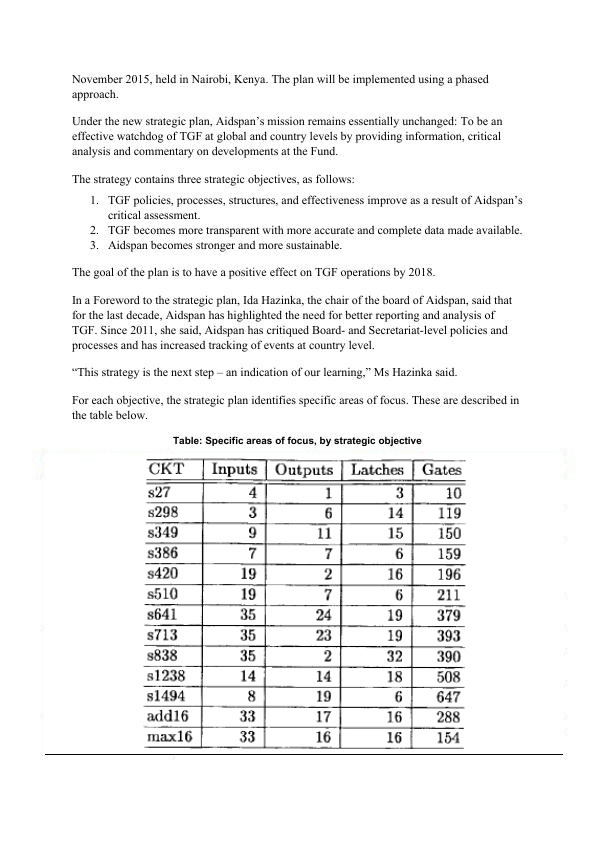 November 2015, held in Nairobi, Kenya. The plan will be implemented using a phased
approach.
Under the new strategic plan, Aidspan’s mission remains essentially unchanged: To be an
effective watchdog of TGF at global and country levels by providing information, critical
analysis and commentary on developments at the Fund.
The strategy contains three strategic objectives, as follows:
1. TGF policies, processes, structures, and effectiveness improve as a result of Aidspan’s
critical assessment.
2. TGF becomes more transparent with more accurate and complete data made available.
3. Aidspan becomes stronger and more sustainable.
The goal of the plan is to have a positive effect on TGF operations by 2018.
In a Foreword to the strategic plan, Ida Hazinka, the chair of the board of Aidspan, said that
for the last decade, Aidspan has highlighted the need for better reporting and analysis of
TGF. Since 2011, she said, Aidspan has critiqued Board- and Secretariat-level policies and
processes and has increased tracking of events at country level.
“This strategy is the next step – an indication of our learning,” Ms Hazinka said.
For each objective, the strategic plan identifies specific areas of focus. These are described in
the table below.
Table: Specific areas of focus, by strategic objective
CKT Inputs Outputs Latches Gates
s27 4 1 3 10
s298 3 6 14 119
s349 9 11 15 150
s386 7 7 6 159
s420 19 2 16 196
s510 19 7 6 211
s641 35 24 19 379
s713 35 23 19 393
s838 35 2 32 390
s1238 14 14 18 508
s1494 8 19 6 647
add16 33 17 16 288
max16 33 16 16 154